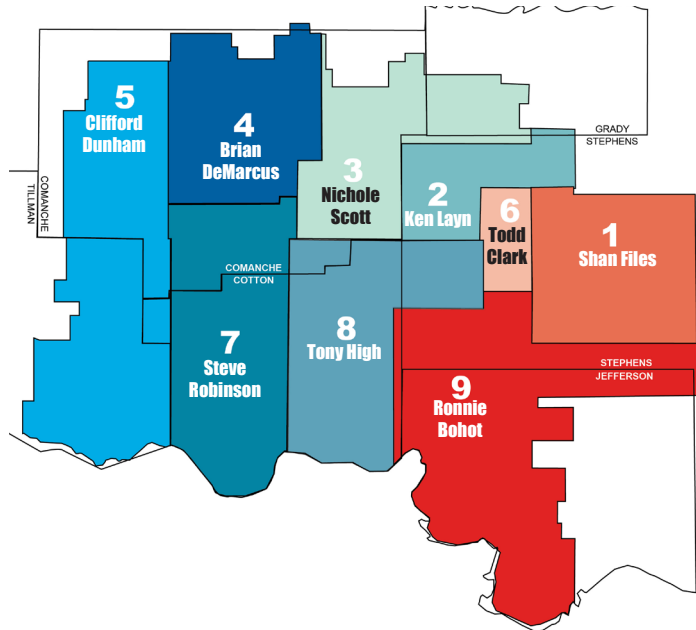 5
Clifford
Dunham
4
Brian
DeMarcus
3
Nichole
Scott
GRADY
STEPHENS
COMANCHE
TILLMAN
2
Ken Layn
6
Todd
Clark
1
Shan Files
COMANCHE
COTTON
7
Steve
Robinson
8
Tony High
STEPHENS
JEFFERSON
9
Ronnie
Bohot